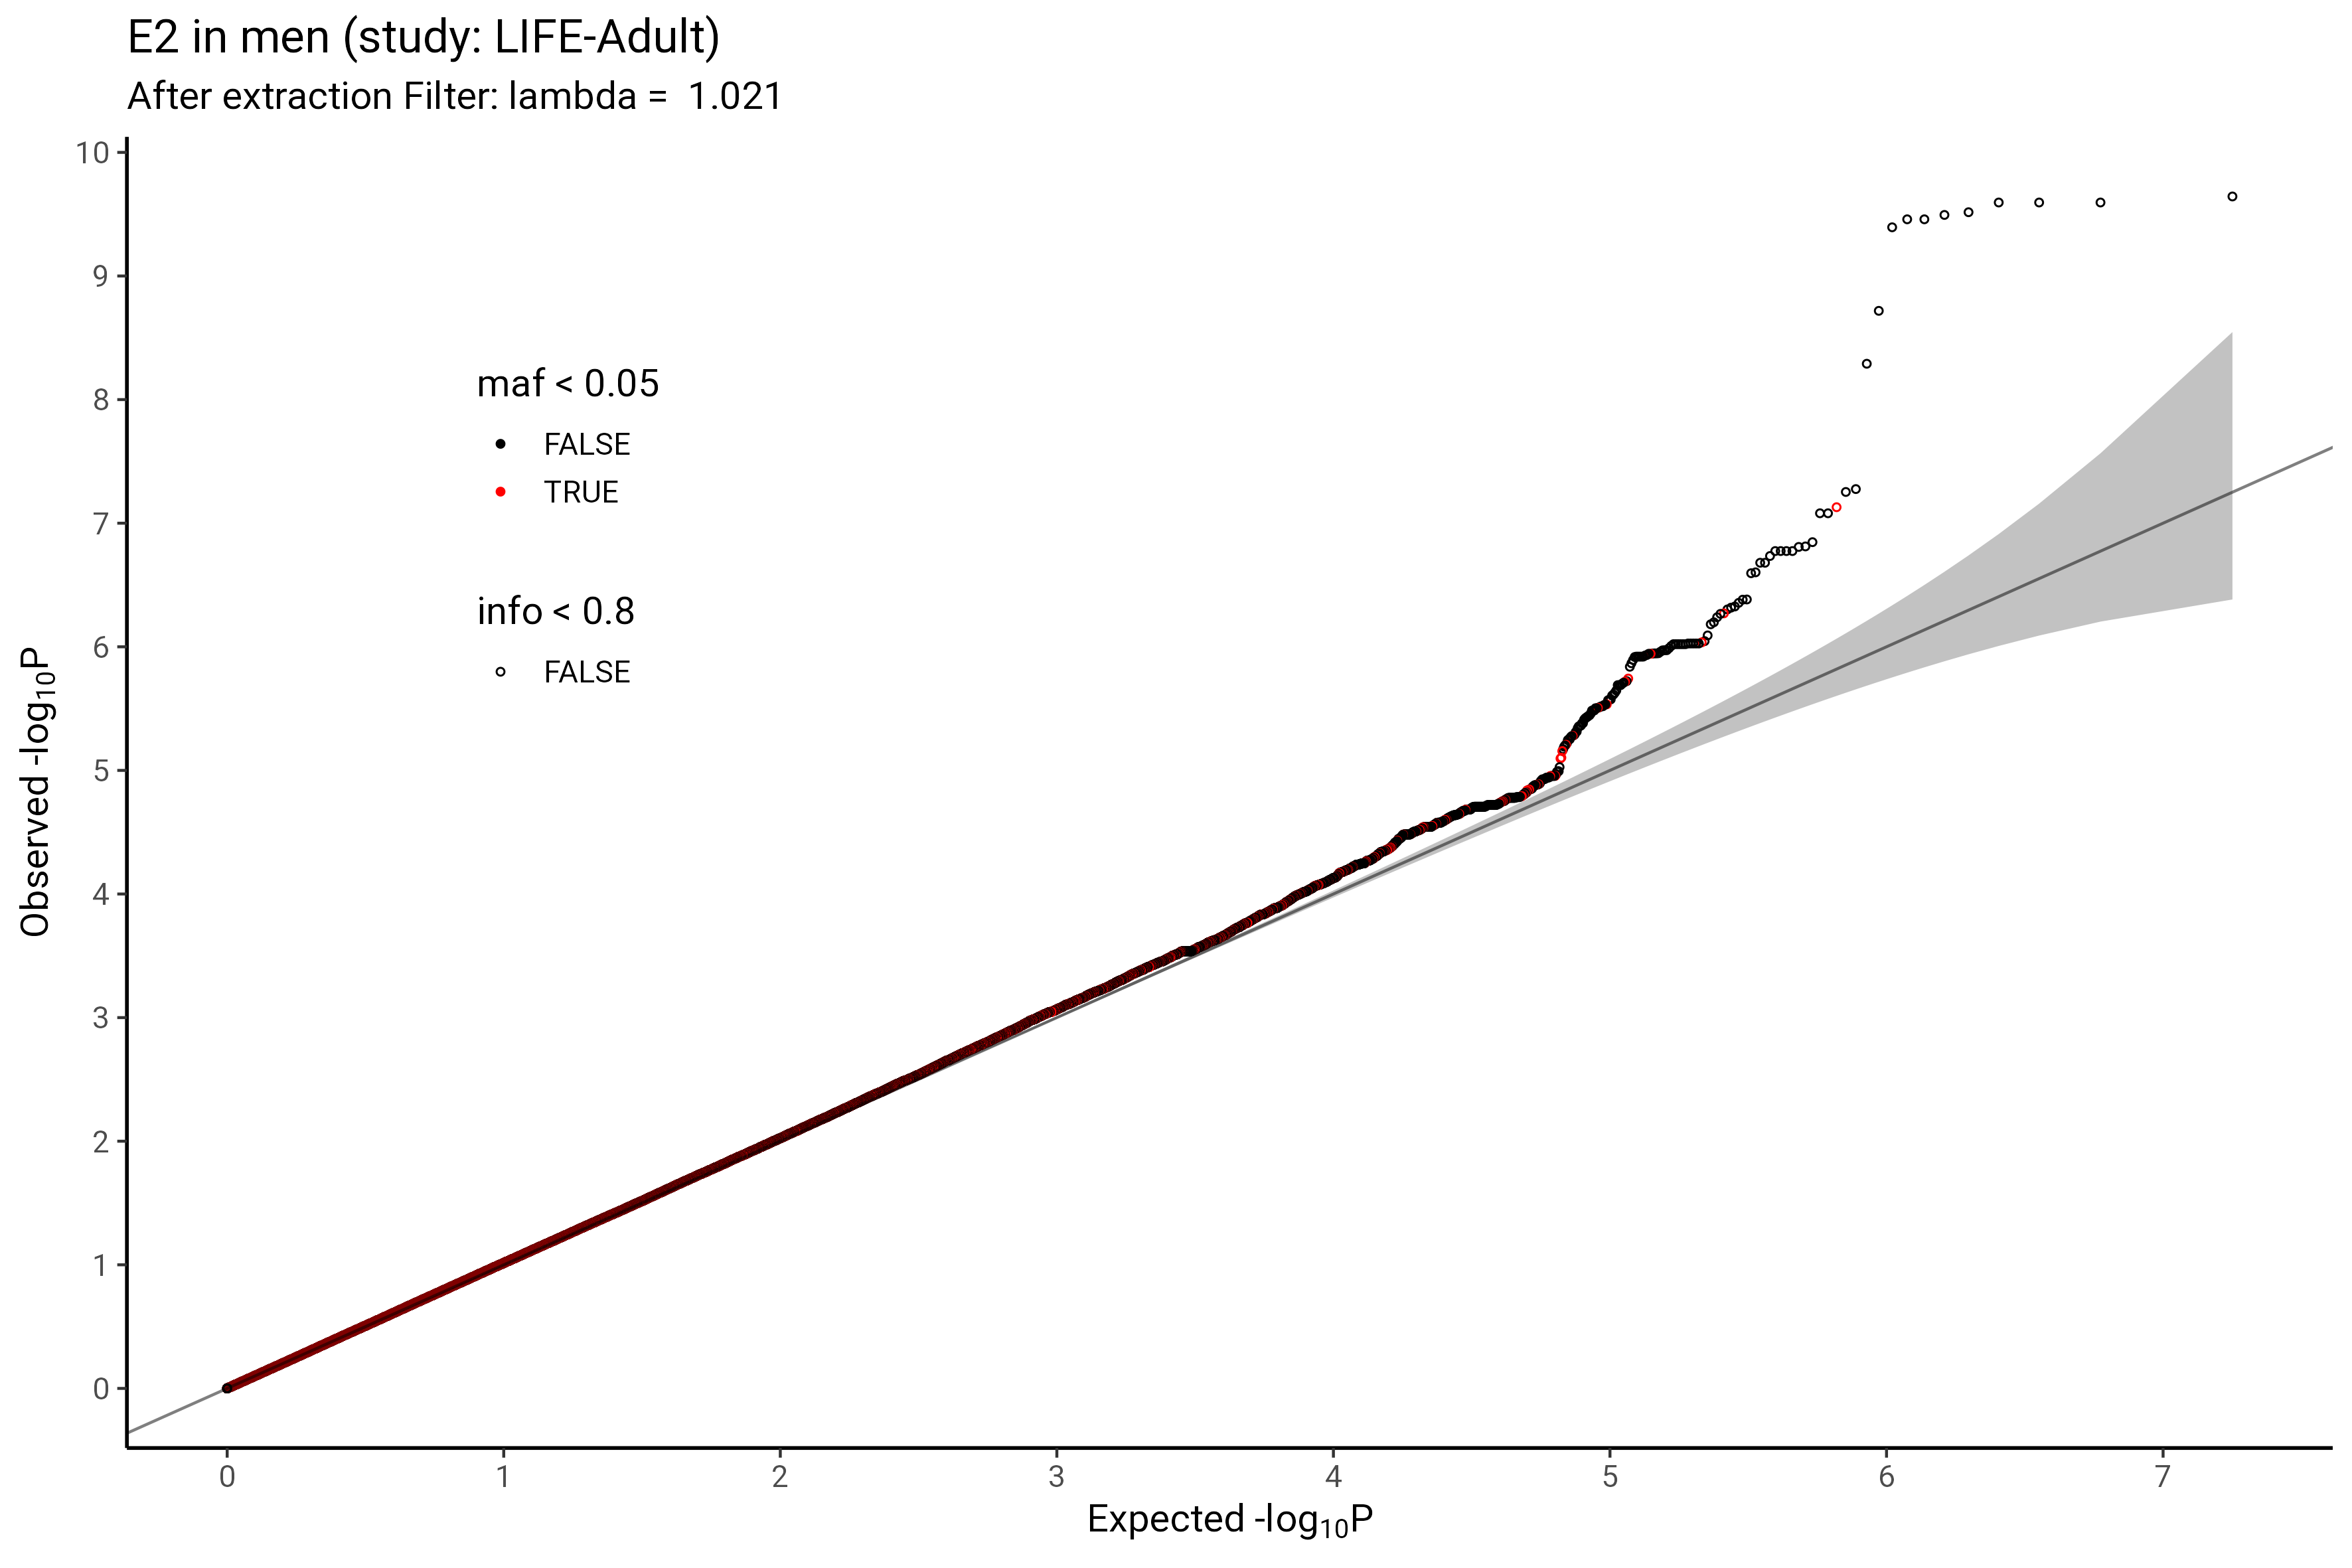 E2 in men (study: LIFE-Adult)
After extraction Filter: lambda =  1.021
10
9
8
7
6
5
4
3
2
1
0
Observed -log10P
maf < 0.05
FALSE
TRUE
info < 0.8
FALSE
0 1 2 3 4 5 6 7
Expected -log10P